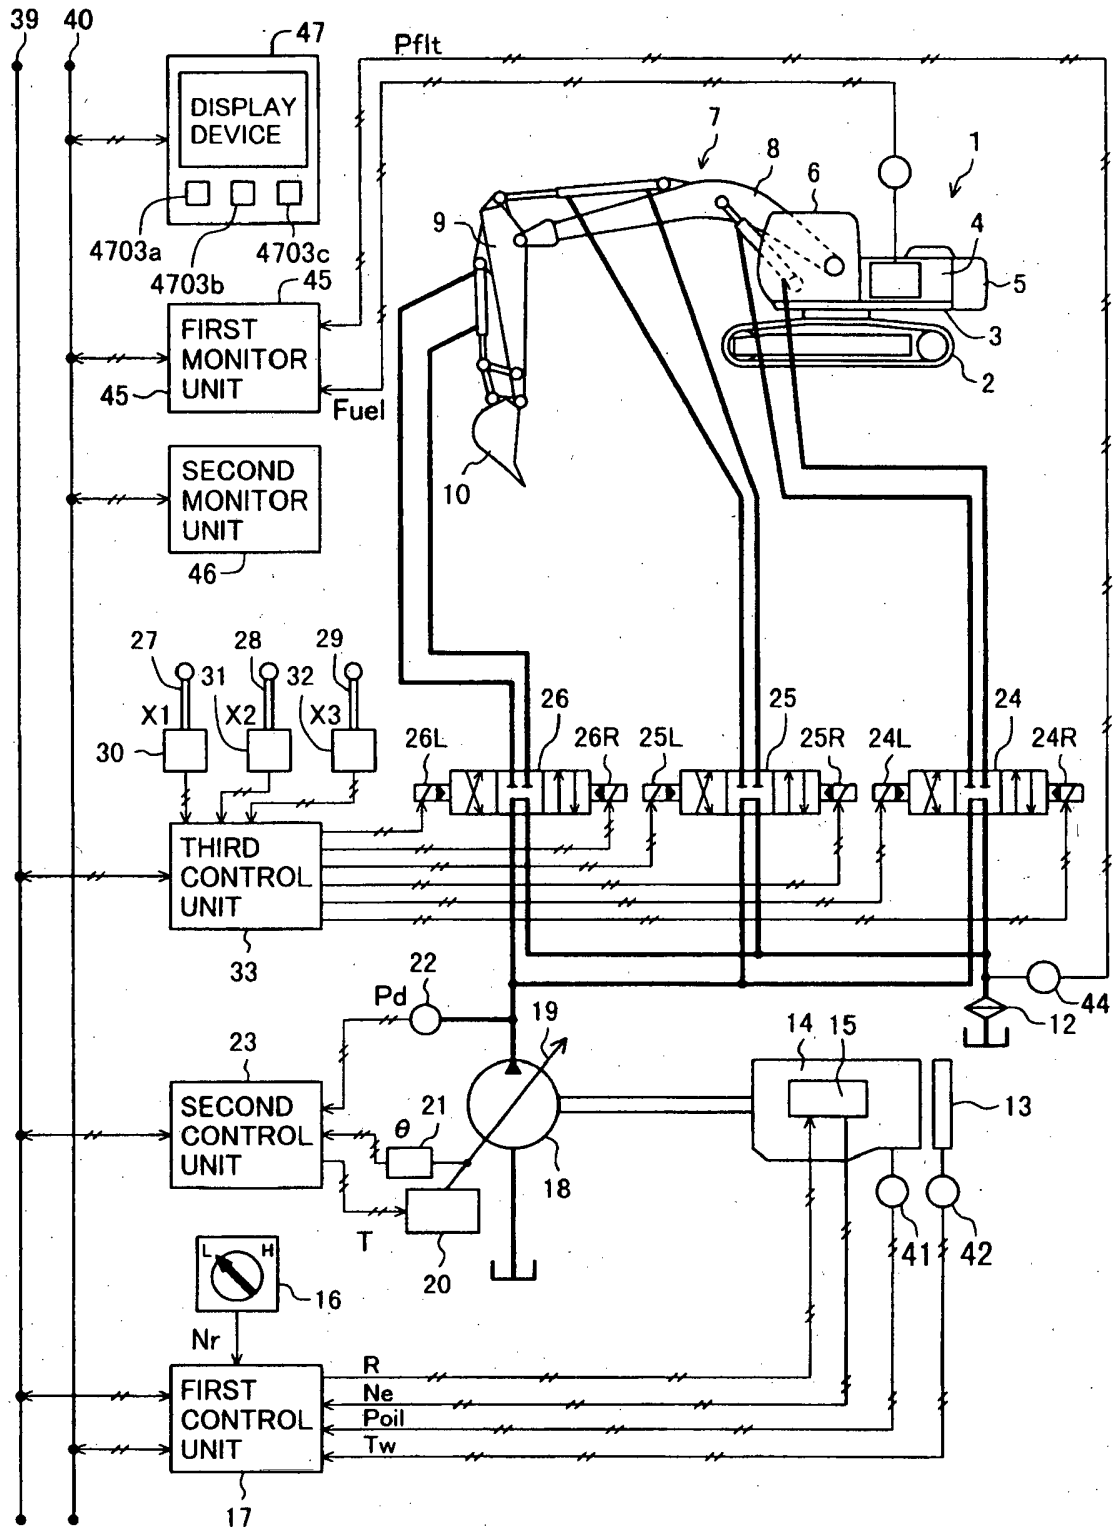 39
40
47
Pflt
DISPLAY
DEVICE
4703a
4703b
4703c
7
8
1
6
9
4
5
3
2
45
FIRST
MONITOR
UNIT
45
Fuel
10
SECOND
MONITOR
UNIT
46
27
28
29
31
32
X1
X2
X3
30
26
25
24
26L
26R
25L
25R
24L
24R
THIRD
CONTROL
UNIT
33
22
Pd
44
12
19
14
15
23
SECOND
CONTROL
UNIT
θ
21
13
18
T
20
41
42
L
H
16
Nr
R
FIRST
CONTROL
UNIT
Ne
Poil
Tw
17